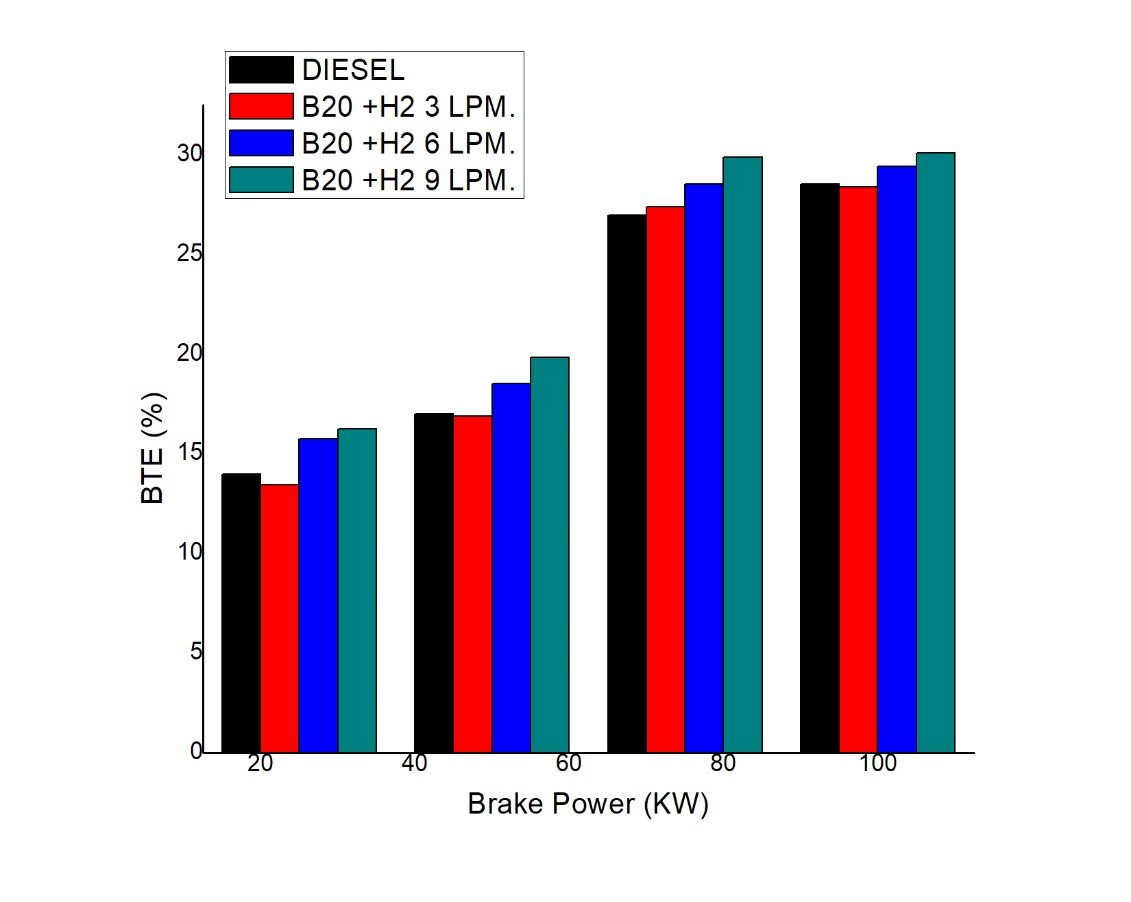 DIESEL
B20 +H2 3 LPM.
B20 +H2 6 LPM.
B20 +H2 9 LPM.
30
25
20
15
10
5
0
BTE (%)
20 40 60 80 100
Brake Power (KW)